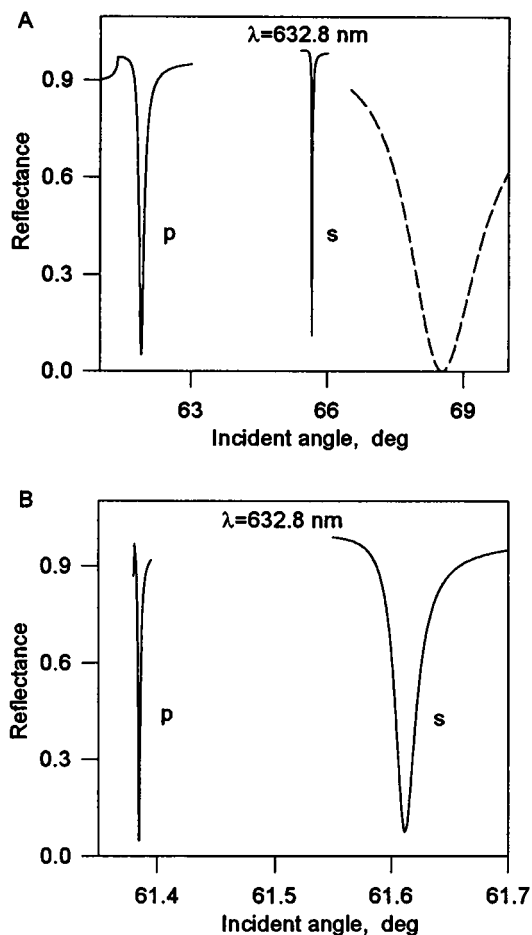 A
λ=632.8 nm
0.9
0.6
0.3
0.0
Reflectance
p
s
63
66
69
Incident angle, deg
B
λ=632.8 nm
0.9
0.6
0.3
0.0
Reflectance
p
s
61.4
61.5
61.6
61.7
Incident angle, deg